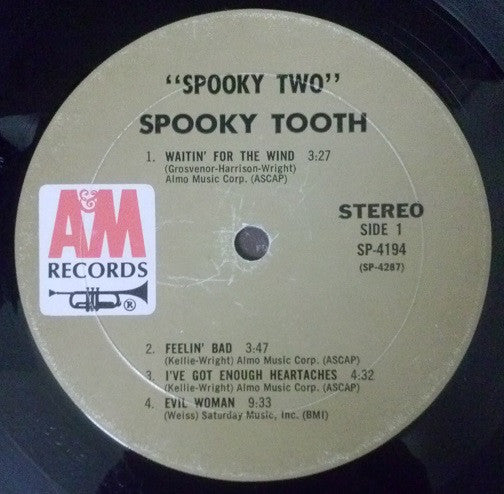 "SPOOKY TWO"
SPOOKY TOOTH
1. WAITIN' FOR THE WIND 3:27
(Grosvenor-Harrison-Wright)
Almo Music Corp. (ASCAP)
A&M
RECORDS
®
STEREO
SIDE 1
SP-4194
(SP-4287)
2. FEELIN' BAD 3:47
(Kellie-Wright) Almo Music Corp. (ASCAP)
3. I'VE GOT ENOUGH HEARTACHES 4:32
(Kellie-Wright) Almo Music Corp. (ASCAP)
4. EVIL WOMAN 9:33
(Weiss) Saturday Music, Inc. (BMI)